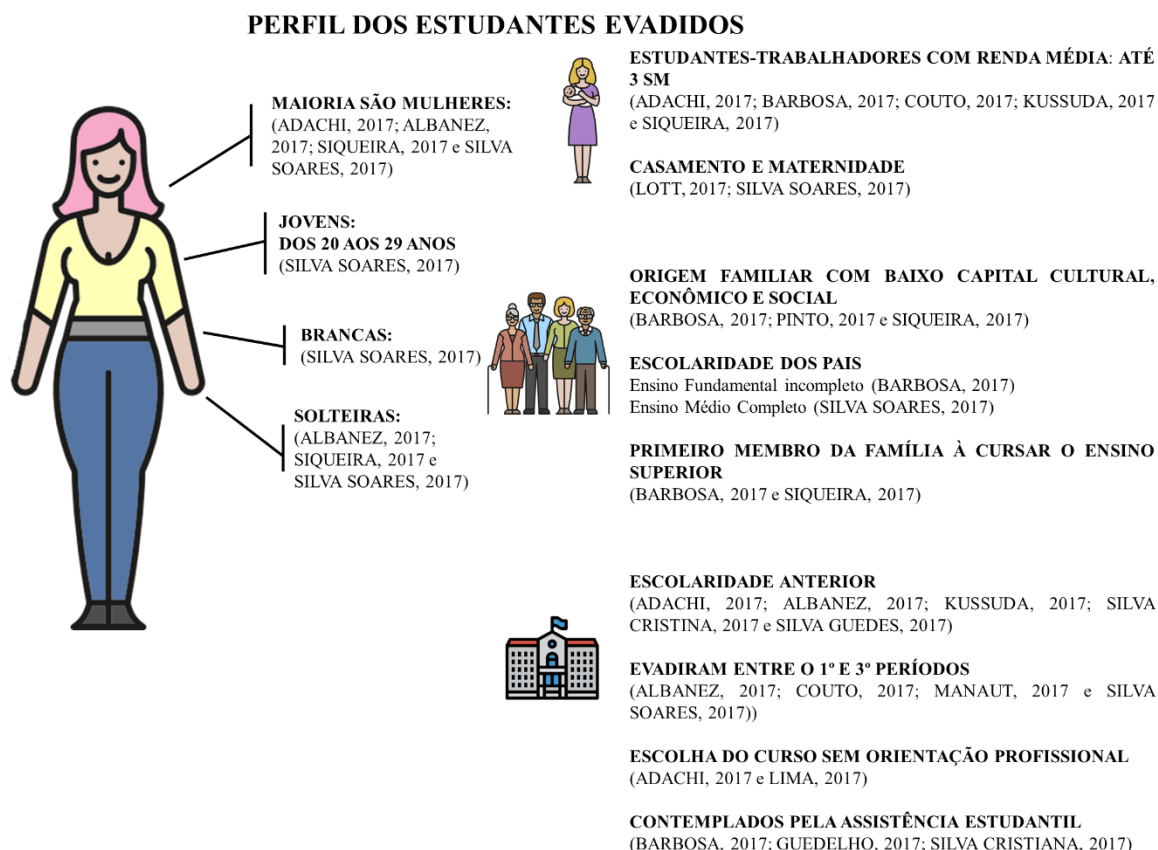 PERFIL DOS ESTUDANTES EVADIDOS
MAIORIA SÃO MULHERES:
(ADACHI, 2017; ALBANEZ,
2017; SIQUEIRA, 2017 e SILVA
SOARES, 2017)
JOVENS:
DOS 20 AOS 29 ANOS
(SILVA SOARES, 2017)
BRANCAS:
(SILVA SOARES, 2017)
SOLTEIRAS:
(ALBANEZ, 2017;
SIQUEIRA, 2017 e
SILVA SOARES, 2017)
ESTUDANTES-TRABALHADORES COM RENDA MÉDIA: ATÉ
3 SM
(ADACHI, 2017; BARBOSA, 2017; COUTO, 2017; KUSSUDA, 2017
e SIQUEIRA, 2017)
CASAMENTO E MATERNIDADE
(LOTT, 2017; SILVA SOARES, 2017)
ORIGEM FAMILIAR COM BAIXO CAPITAL CULTURAL,
ECONÔMICO E SOCIAL
(BARBOSA, 2017; PINTO, 2017 e SIQUEIRA, 2017)
ESCOLARIDADE DOS PAIS
Ensino Fundamental incompleto (BARBOSA, 2017)
Ensino Médio Completo (SILVA SOARES, 2017)
PRIMEIRO MEMBRO DA FAMÍLIA À CURSAR O ENSINO
SUPERIOR
(BARBOSA, 2017 e SIQUEIRA, 2017)
ESCOLARIDADE ANTERIOR
(ADACHI, 2017; ALBANEZ, 2017; KUSSUDA, 2017; SILVA
CRISTINA, 2017 e SILVA GUEDES, 2017)
EVADIRAM ENTRE O 1º E 3º PERÍODOS
(ALBANEZ, 2017; COUTO, 2017; MANAUT, 2017 e SILVA
SOARES, 2017))
ESCOLHA DO CURSO SEM ORIENTAÇÃO PROFISSIONAL
(ADACHI, 2017 e LIMA, 2017)
CONTEMPLADOS PELA ASSISTÊNCIA ESTUDANTIL
(BARBOSA, 2017; GUEDELHO, 2017; SILVA CRISTIANA, 2017)